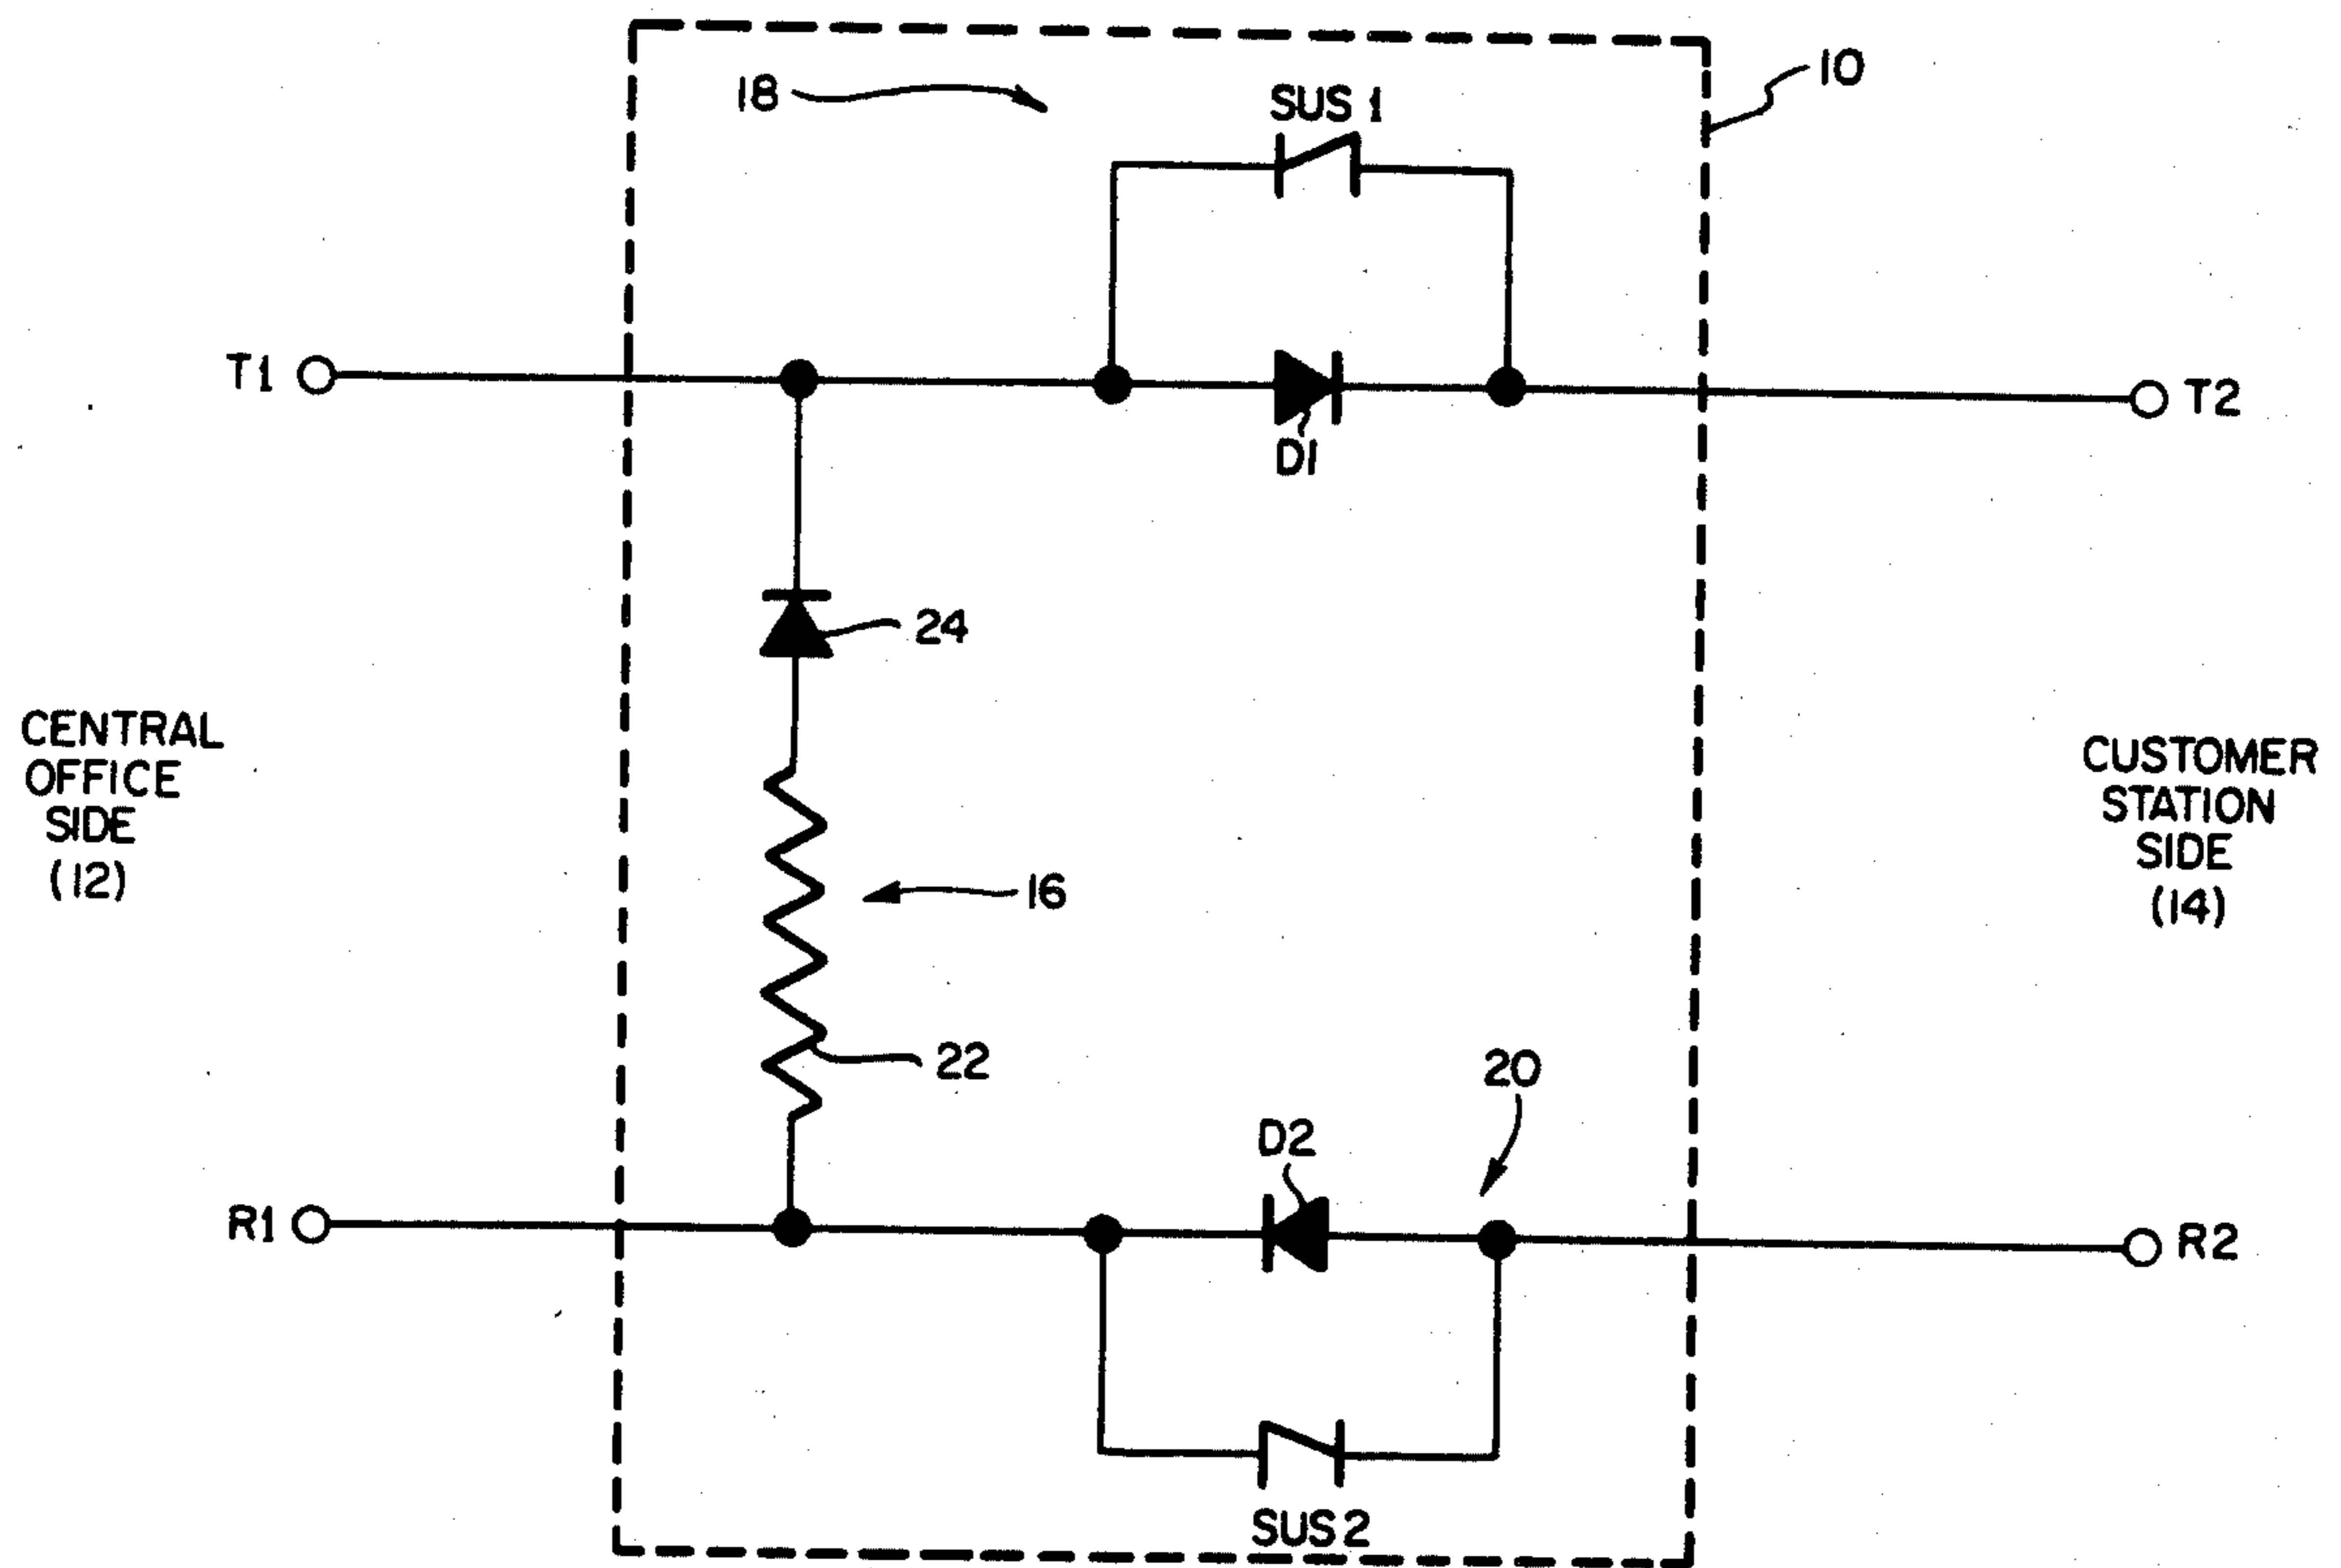 10
18
SUS 1
T1
T2
D1
24
CENTRAL
OFFICE
SIDE
(12)
CUSTOMER
STATION
SIDE
(14)
16
22
20
D2
R1
R2
SUS 2